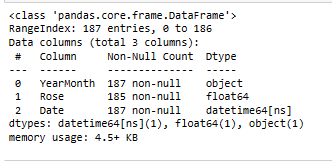 <class 'pandas.core.frame.DataFrame'>
RangeIndex: 187 entries, 0 to 186
Data columns (total 3 columns):
 #   Column     Non-Null Count  Dtype
---  ------     --------------  -----
 0   YearMonth  187 non-null    object
 1   Rose       185 non-null    float64
 2   Date       187 non-null    datetime64[ns]
dtypes: datetime64[ns](1), float64(1), object(1)
memory usage: 4.5+ KB